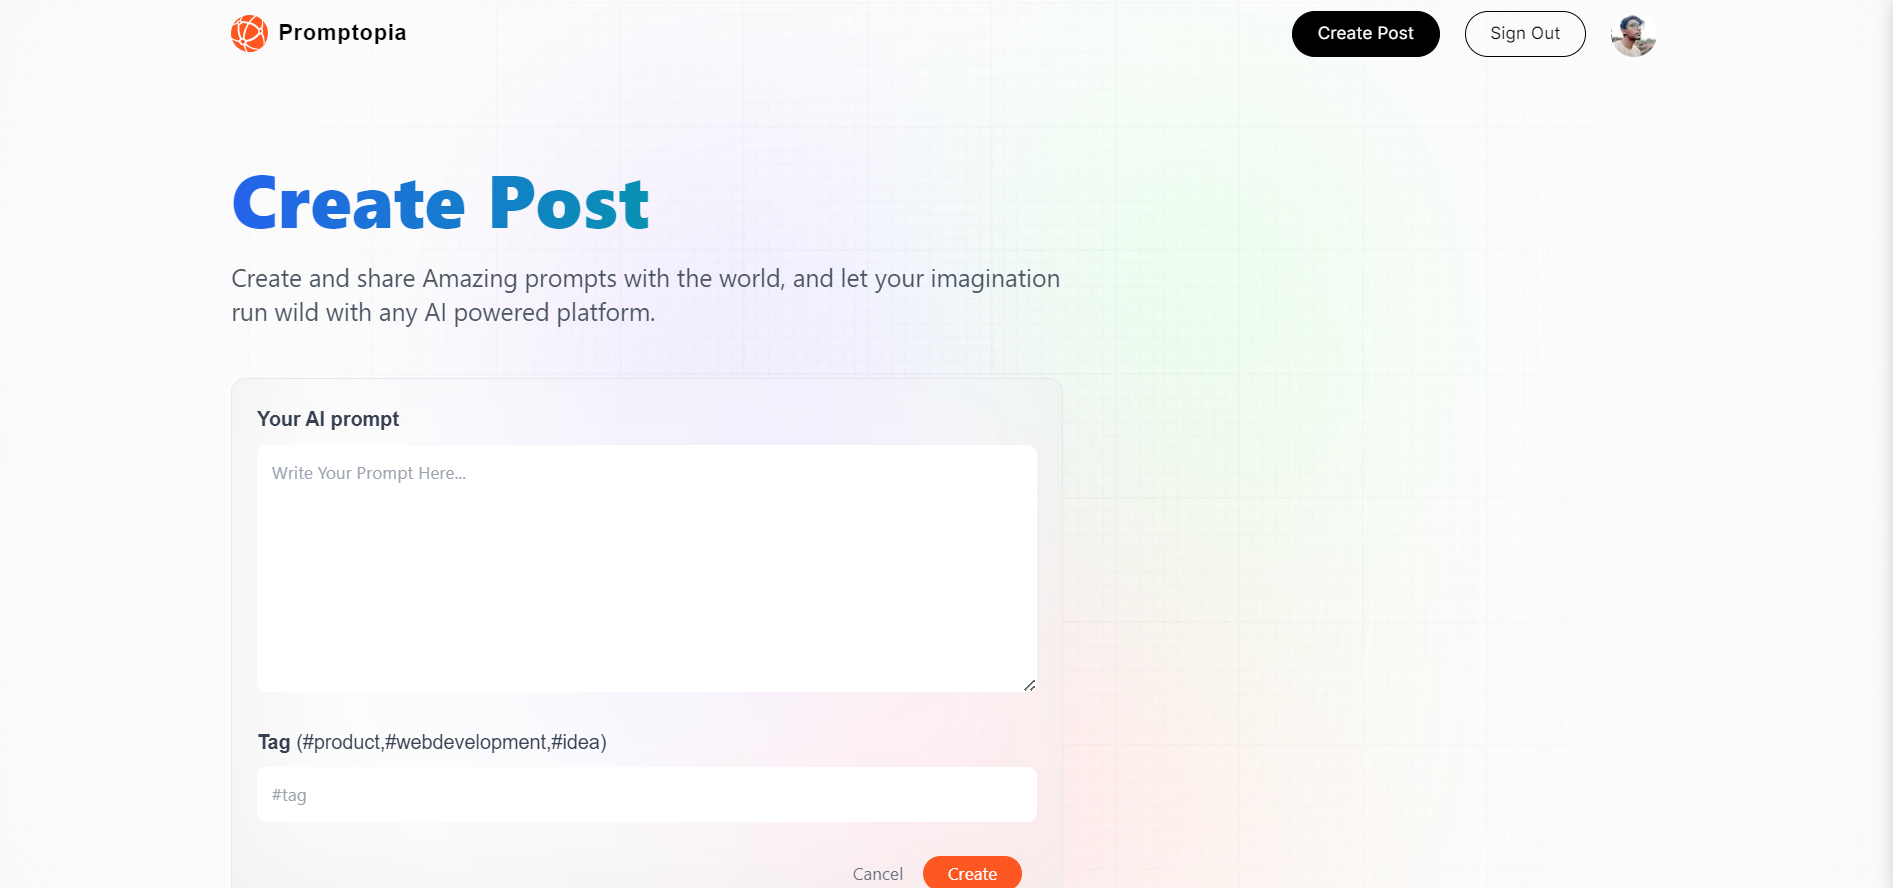 Promptopia
Create Post
Sign Out
Create Post
Create and share Amazing prompts with the world, and let your imagination
run wild with any AI powered platform.
Your AI prompt
Write Your Prompt Here...
Tag (#product,#webdevelopment,#idea)
#tag
Cancel
Create